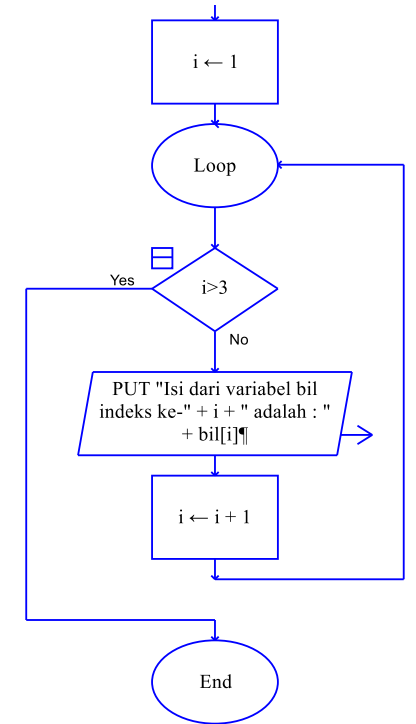 i ← 1
Loop
Yes
i>3
No
PUT "Isi dari variabel bil
indeks ke-" + i + " adalah : "
+ bil[i]¶
i ← i + 1
End